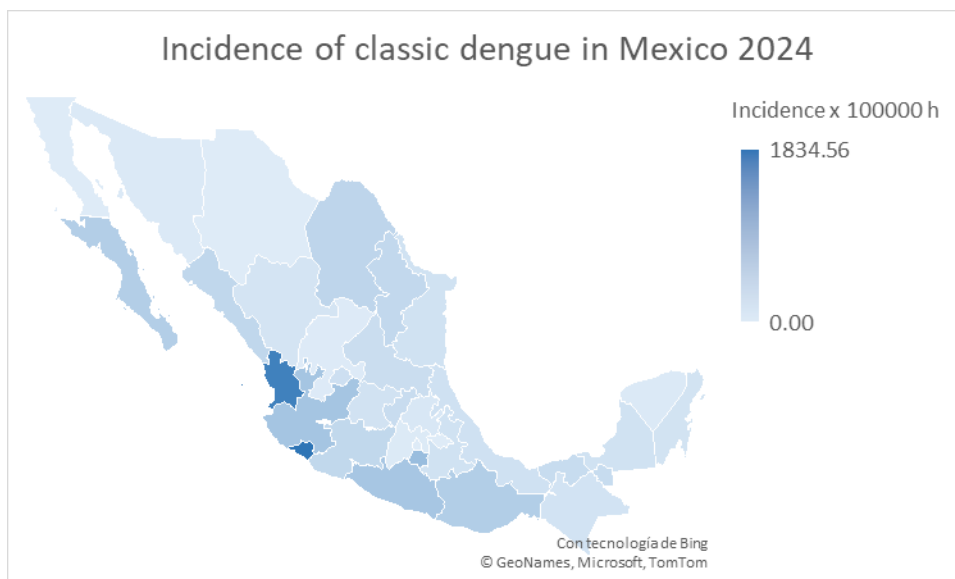 Incidence of classic dengue in Mexico 2024
Incidence x 100000 h
1834.56
0.00
Con tecnología de Bing
© GeoNames, Microsoft, TomTom